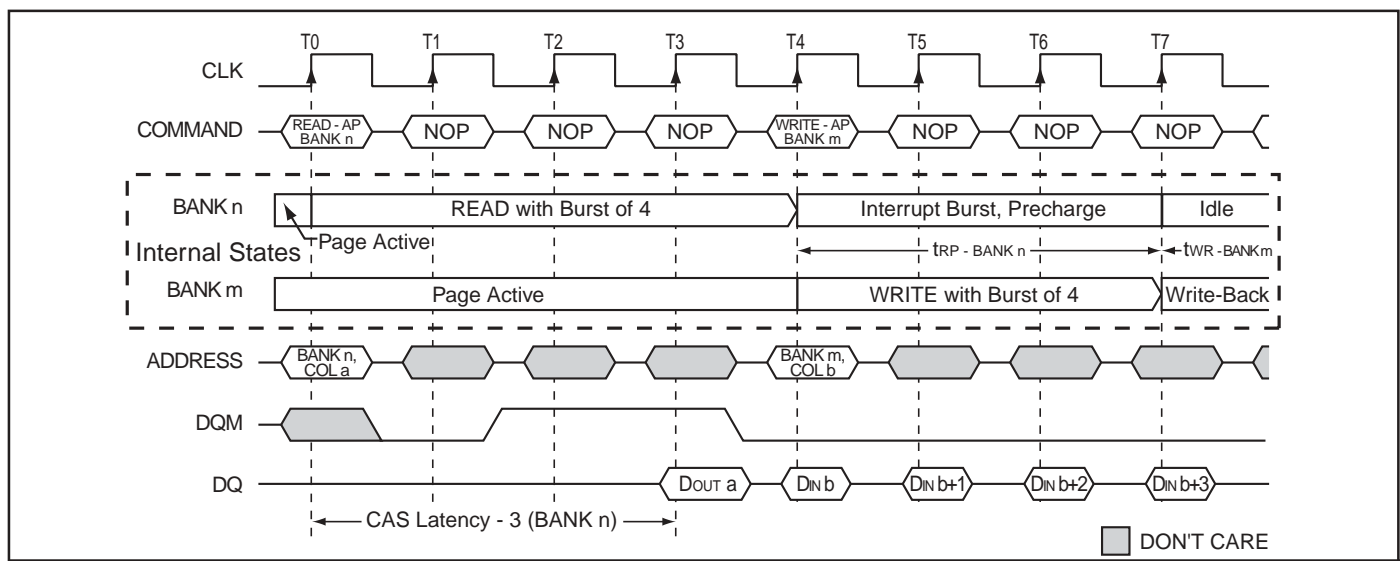 T0 T1 T2 T3 T4 T5 T6 T7
CLK
COMMAND READ - AP BANK n NOP NOP NOP WRITE - AP BANK m NOP NOP NOP
BANK n READ with Burst of 4 Interrupt Burst, Precharge Idle
Page Active
Internal States tRP - BANK n tWR - BANK m
BANK m Page Active WRITE with Burst of 4 Write-Back
ADDRESS BANK n, COL a BANK m, COL b
DQM
DQ DOUT a DIN b DIN b+1 DIN b+2 DIN b+3
CAS Latency - 3 (BANK n)
DON'T CARE